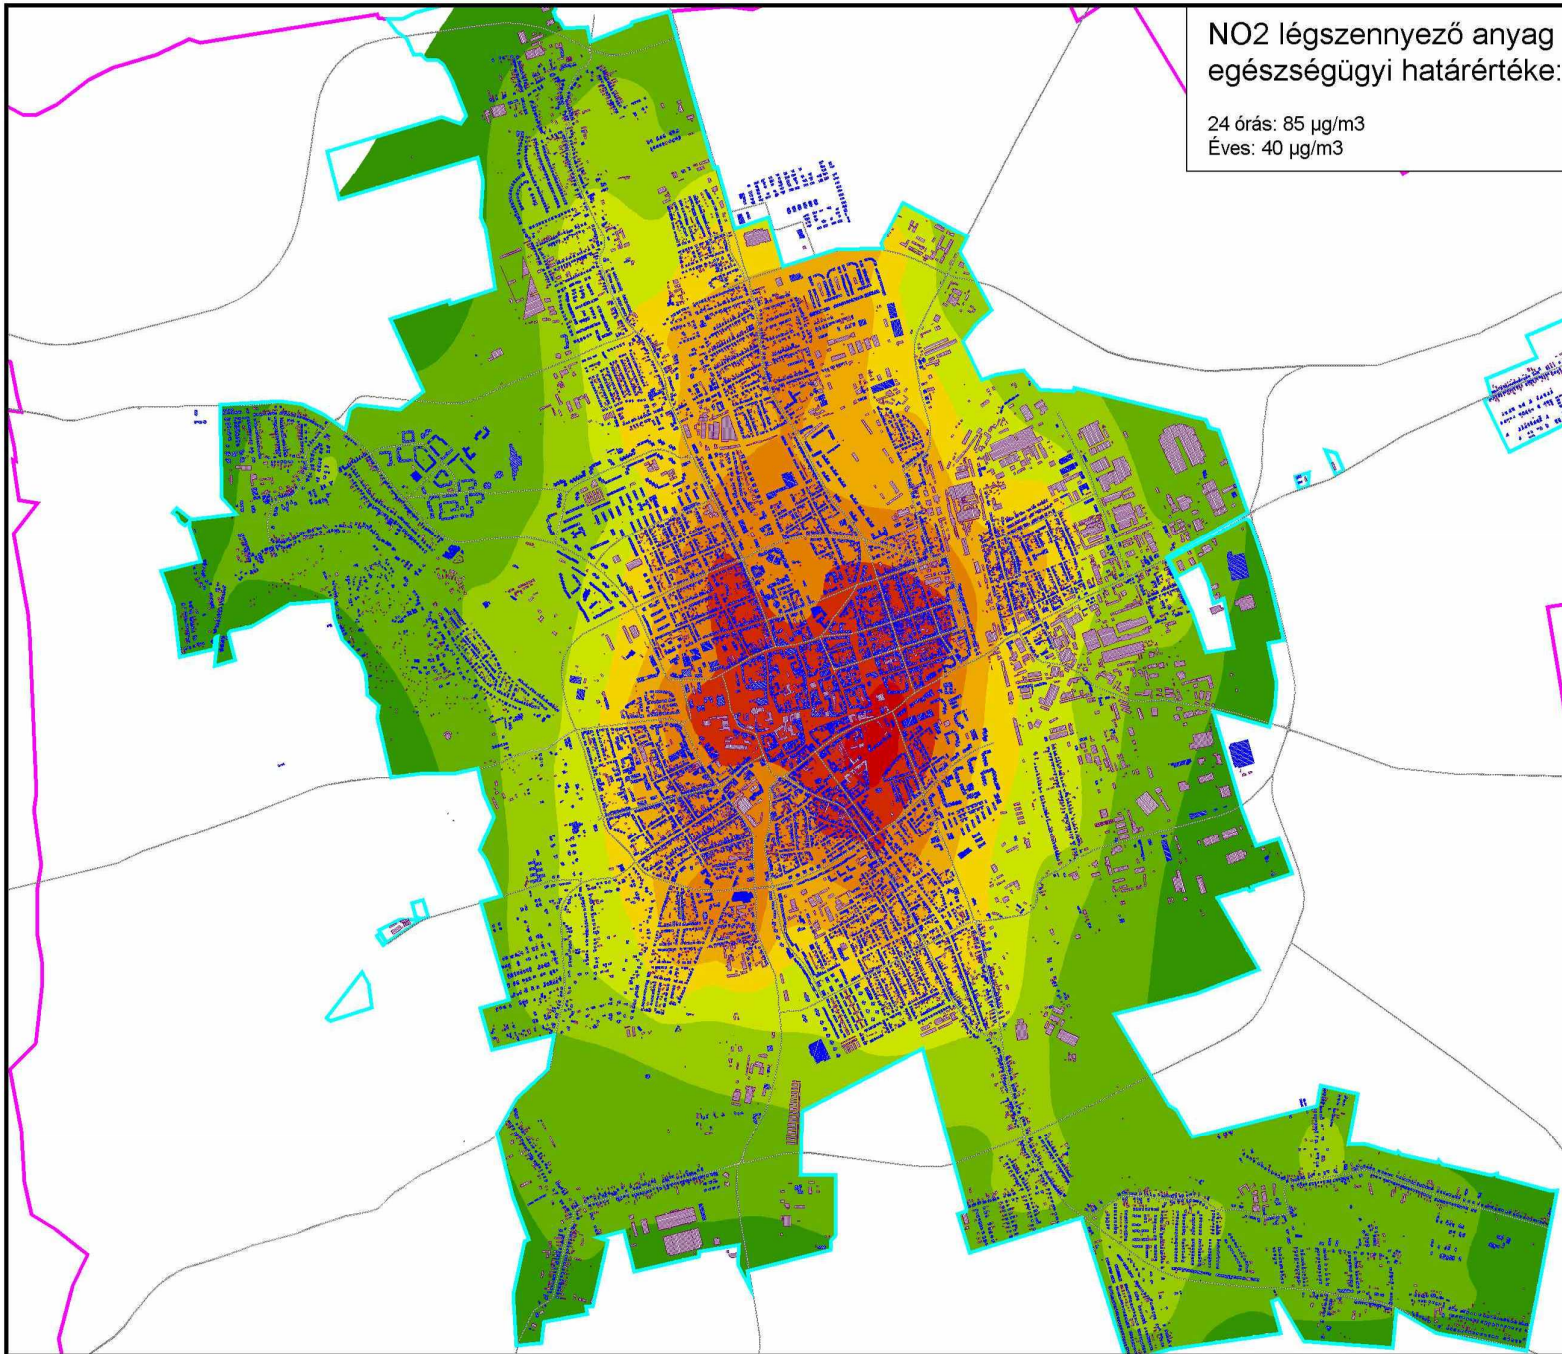 NO2 légszennyező anyag
egészségügyi határértéke:
24 órás: 85 µg/m3
Éves: 40 µg/m3